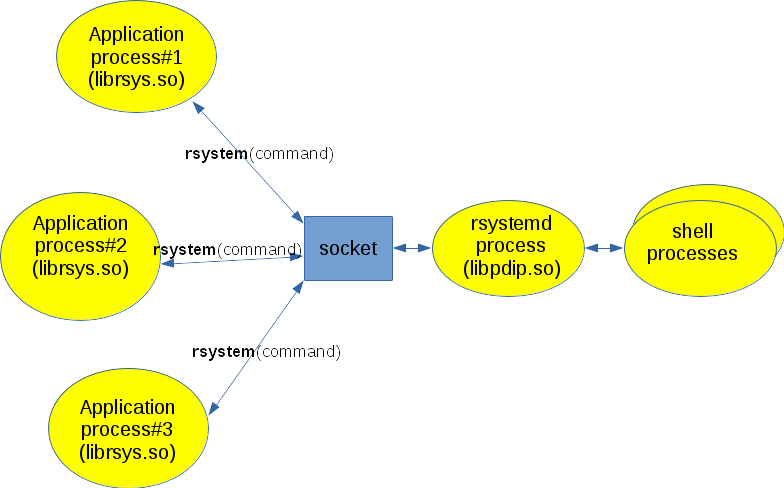 Application
process#1
(librsys.so)
rsystem(command)
Application
process#2
(librsys.so)
rsystem(command)
socket
rsystemd
process
(libpdip.so)
shell
processes
rsystem(command)
Application
process#3
(librsys.so)